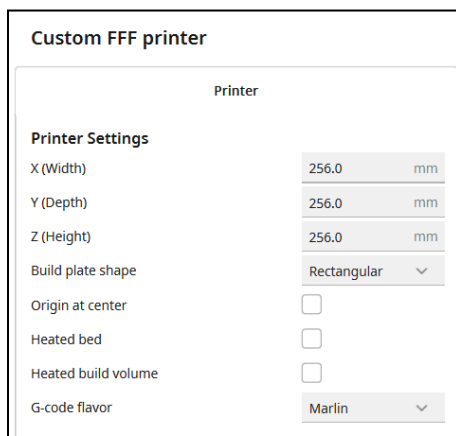 Custom FFF printer
Printer
Printer Settings
X (Width) 256.0 mm
Y (Depth) 256.0 mm
Z (Height) 256.0 mm
Build plate shape Rectangular
Origin at center
Heated bed
Heated build volume
G-code flavor Marlin